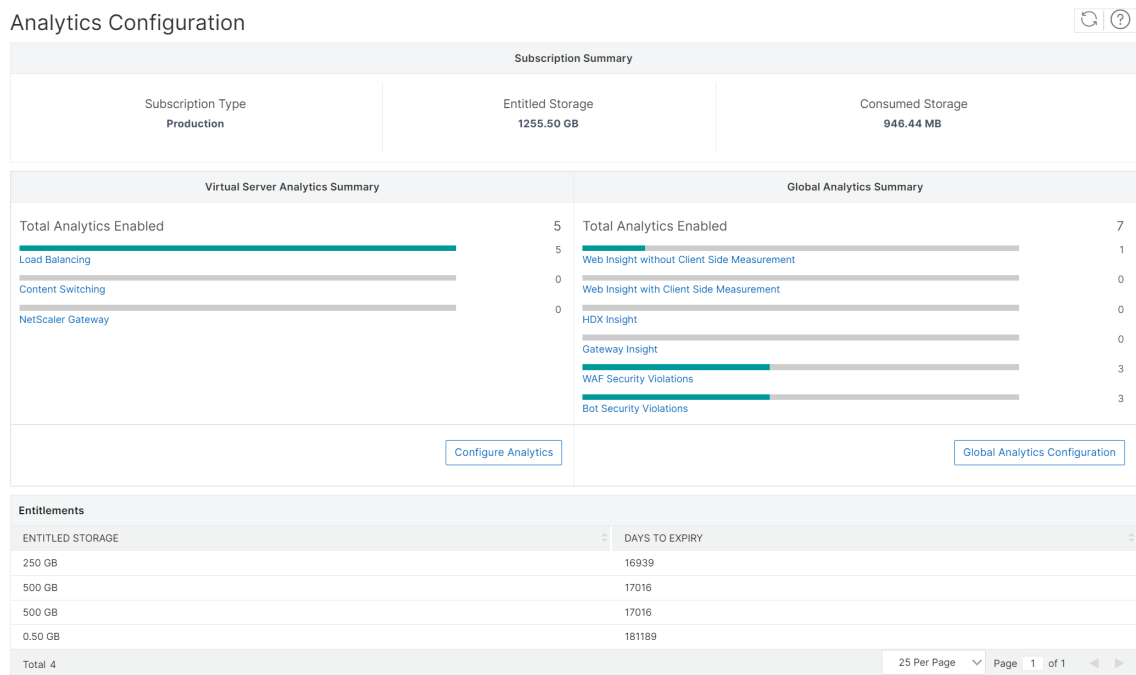 Analytics Configuration
Subscription Summary
Subscription Type
Production
Entitled Storage
1255.50 GB
Consumed Storage
946.44 MB
Virtual Server Analytics Summary
Total Analytics Enabled 5
5
Load Balancing
0
Content Switching
0
NetScaler Gateway
Configure Analytics
Global Analytics Summary
Total Analytics Enabled 7
1
Web Insight without Client Side Measurement
0
Web Insight with Client Side Measurement
0
HDX Insight
0
Gateway Insight
3
WAF Security Violations
3
Bot Security Violations
Global Analytics Configuration
Entitlements
ENTITLED STORAGE DAYS TO EXPIRY
250 GB 16939
500 GB 17016
500 GB 17016
0.50 GB 181189
Total 4 25 Per Page Page 1 of 1